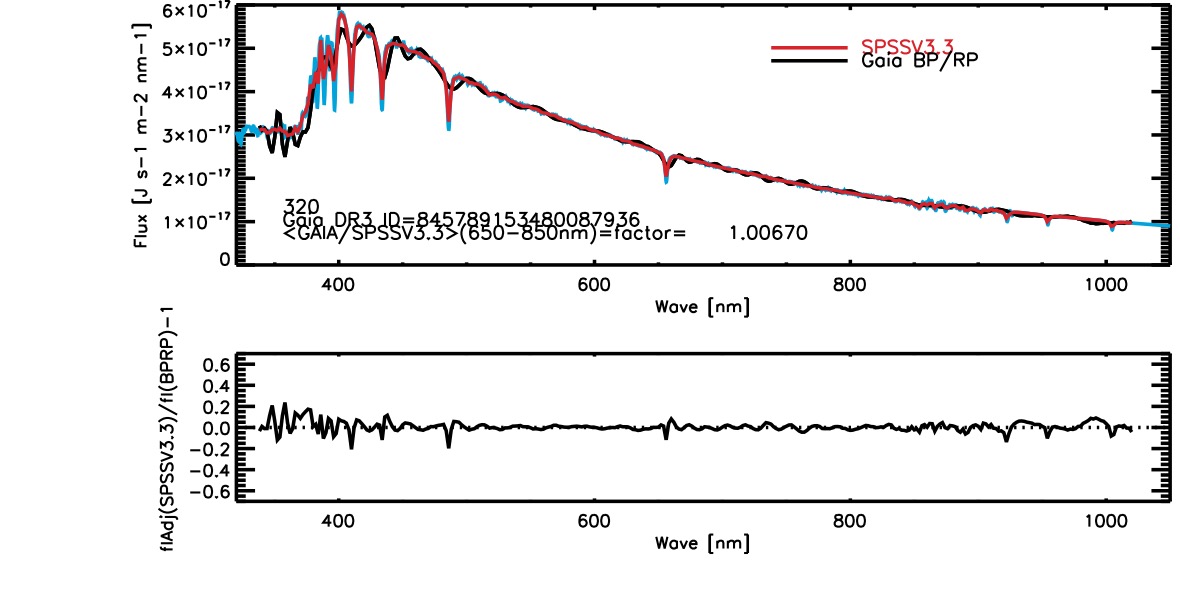 6×10−17
5×10−17
4×10−17
3×10−17
2×10−17
1×10−17
0
Flux [J s−1 m−2 nm−1]
SPSSV3.3
Gaia BP/RP
320
Gaia DR3 ID=845789153480087936
<GAIA/SPSSV3.3>(650−850nm)=factor= 1.00670
400 600 800 1000
Wave [nm]
flAdj(SPSSV3.3)/fl(BPRP)−1
0.6
0.4
0.2
0.0
−0.2
−0.4
−0.6
400 600 800 1000
Wave [nm]